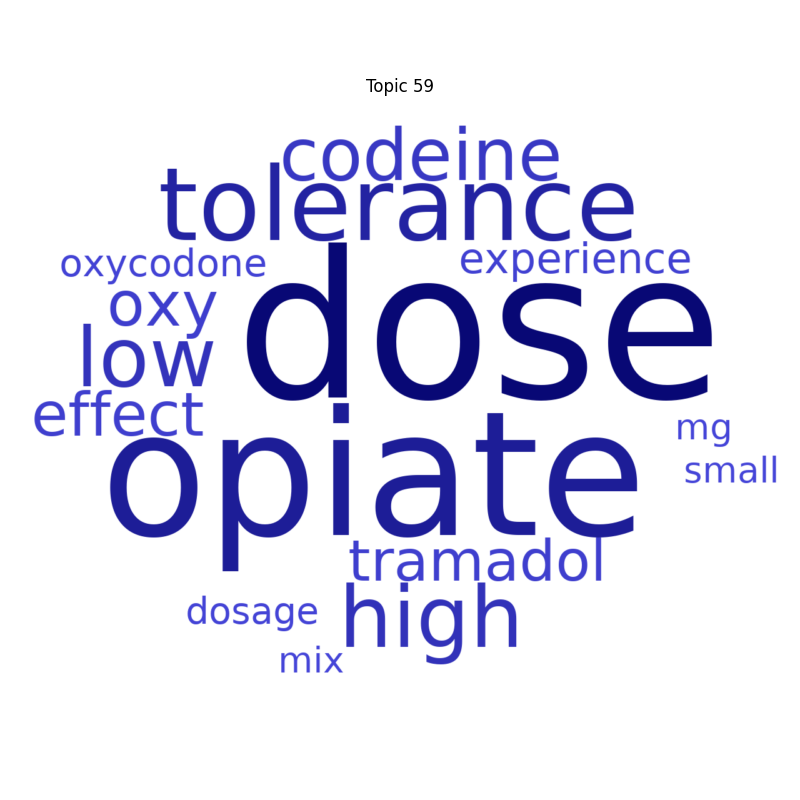 Topic 59
codeine
tolerance
oxycodone experience
oxy dose
low
effect
mg
opiate small
tramadol
dosage high
mix